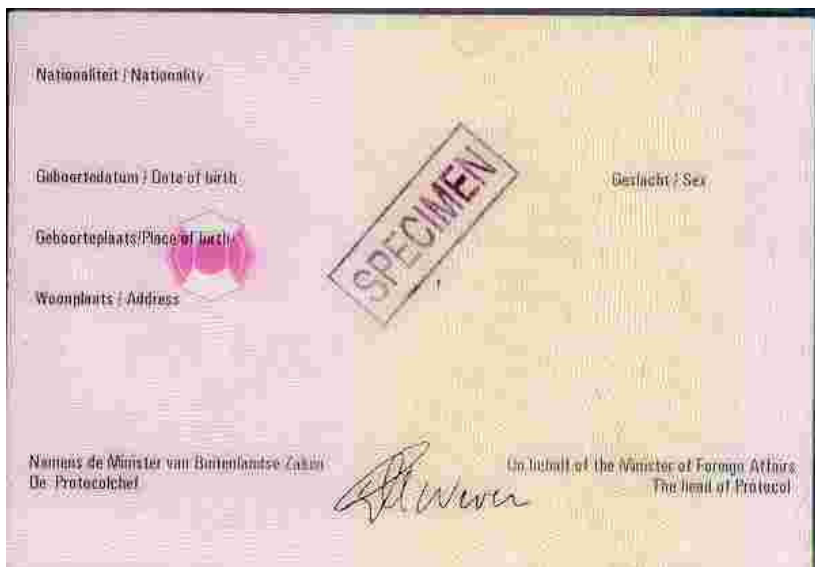 Nationaliteit / Nationality
Geboortedatum / Date of birth
Geslacht / Sex
Geboorteplaats/Place of birth
Woonplaats / Address
SPECIMEN
Namens de Minister van Buitenlandse Zaken
De Protocolchef
On behalf of the Minister of Foreign Affairs
The head of Protocol